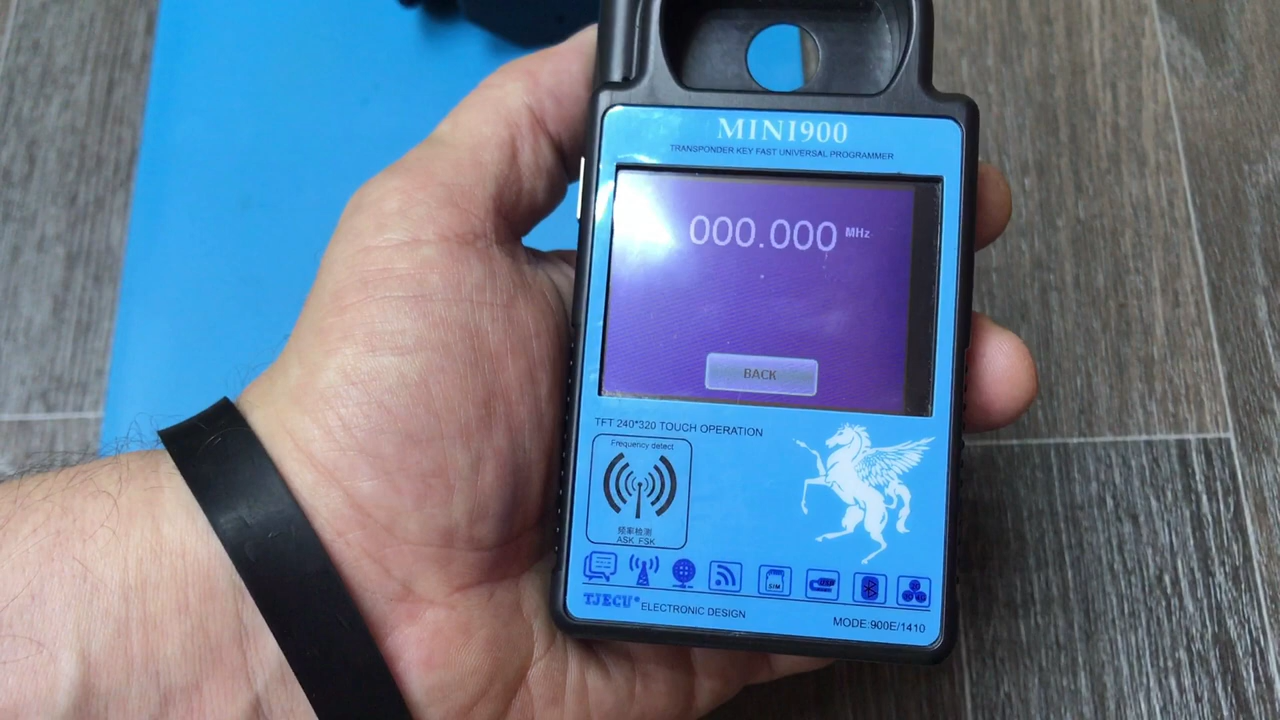 MINI900
TRANSPONDER KEY FAST UNIVERSAL PROGRAMMER
000.000 MHz
BACK
TFT 240*320 TOUCH OPERATION
Frequency detect
频率检测
ASK FSK
SIM
TJECU® ELECTRONIC DESIGN
MODE:900E/1410